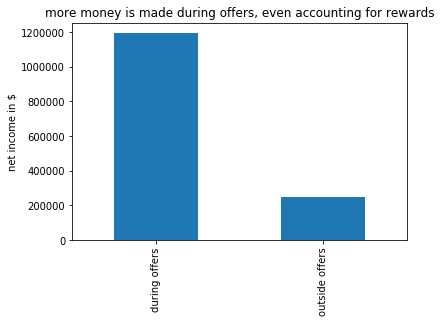 more money is made during offers, even accounting for rewards
net income in $
1200000
1000000
800000
600000
400000
200000
0
during offers
outside offers